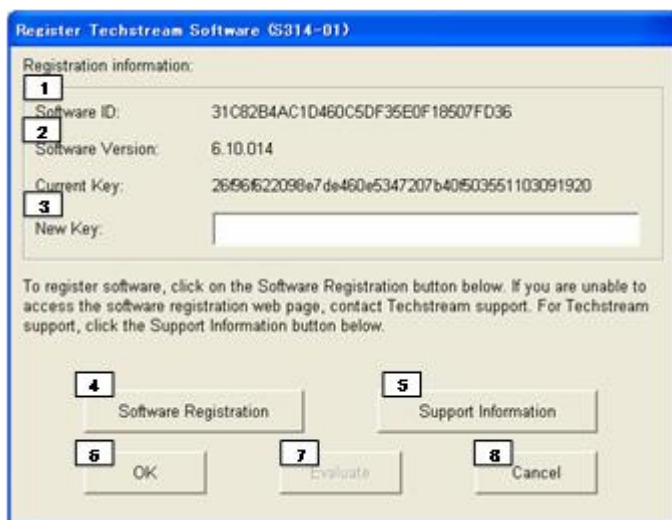 Register Techstream Software (S314-01)
Registration information:
1
Software ID: 31C82B4AC1D460C5DF35E0F18507FD36
2
Software Version: 6.10.014
Current Key: 26f96f622098e7de460e5347207b40f503551103091920
3
New Key:
To register software, click on the Software Registration button below. If you are unable to
access the software registration web page, contact Techstream support. For Techstream
support, click the Support Information button below.
4 5
Software Registration Support Information
6 7 8
OK Evaluate Cancel